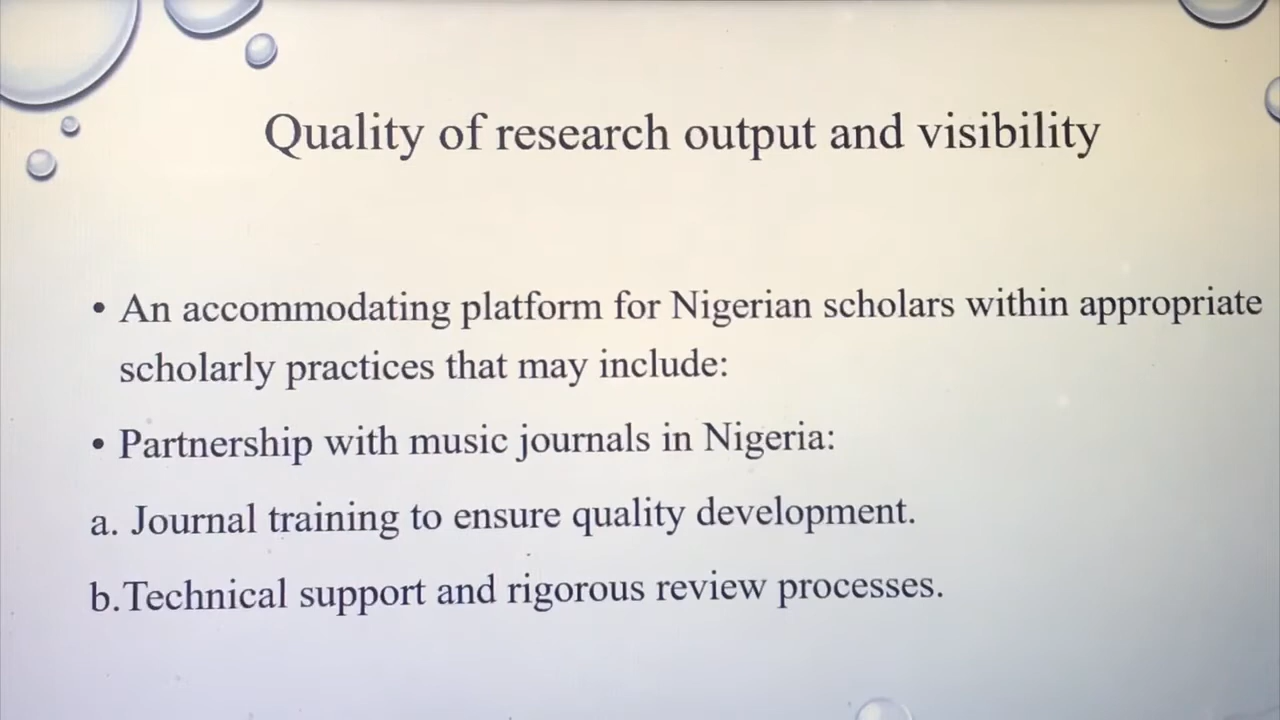 Quality of research output and visibility
• An accommodating platform for Nigerian scholars within appropriate
scholarly practices that may include:
• Partnership with music journals in Nigeria:
a. Journal training to ensure quality development.
b.Technical support and rigorous review processes.